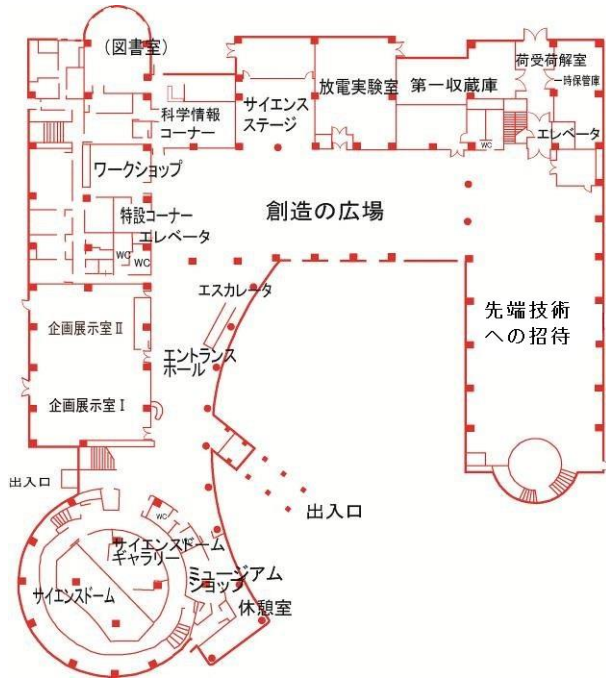 (図書室)
科学情報
コーナー
サイエンス
ステージ
放電実験室
第一収蔵庫
荷受荷解室
一時保管庫
WC
エレベータ
ワークショップ
特設コーナー
エレベータ
WC
WC
創造の広場
エスカレータ
先端技術
への招待
企画展示室Ⅱ
エントランス
ホール
企画展示室Ⅰ
出入口
出入口
WC
サイエンスドーム
ギャラリー
ミュージアム
ショップ
サイエンスドーム
休憩室